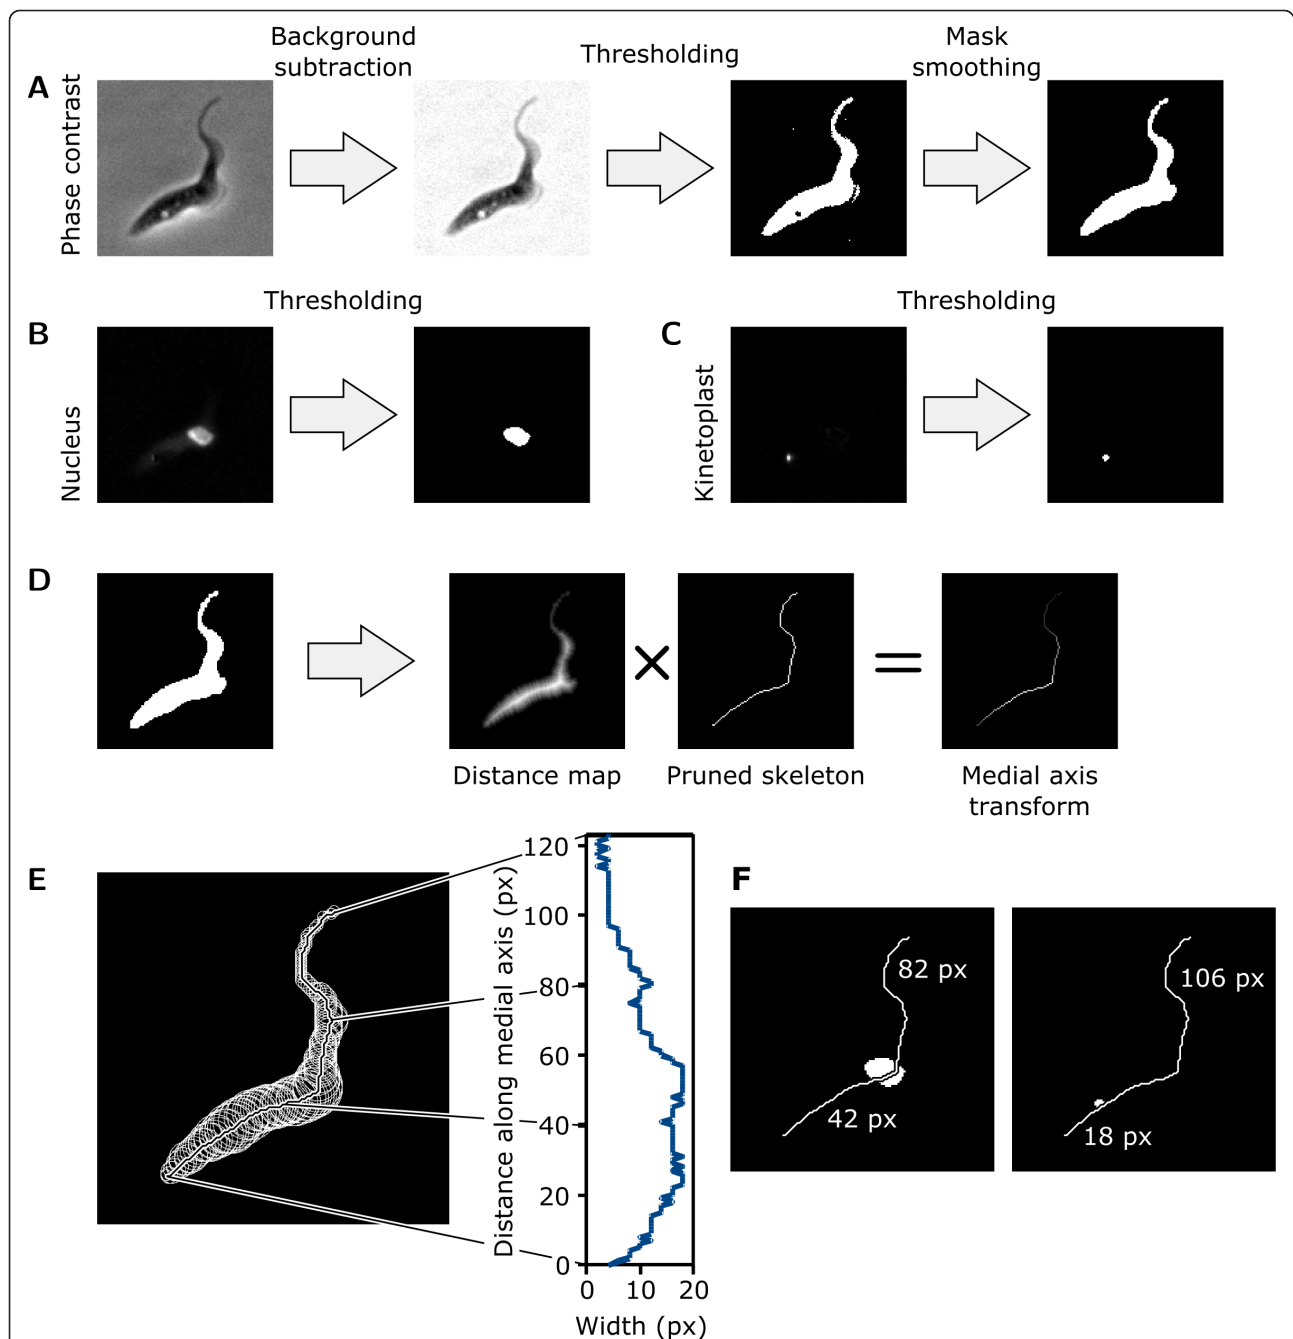 Background
subtraction
Thresholding
Mask
smoothing
A
Phase contrast
Thresholding
Thresholding
B
Nucleus
C
Kinetoplast
D
Distance map
Pruned skeleton
Medial axis
transform
E
Distance along medial axis (px)
120
100
80
60
40
20
0
0 10 20
Width (px)
F
82 px
42 px
106 px
18 px